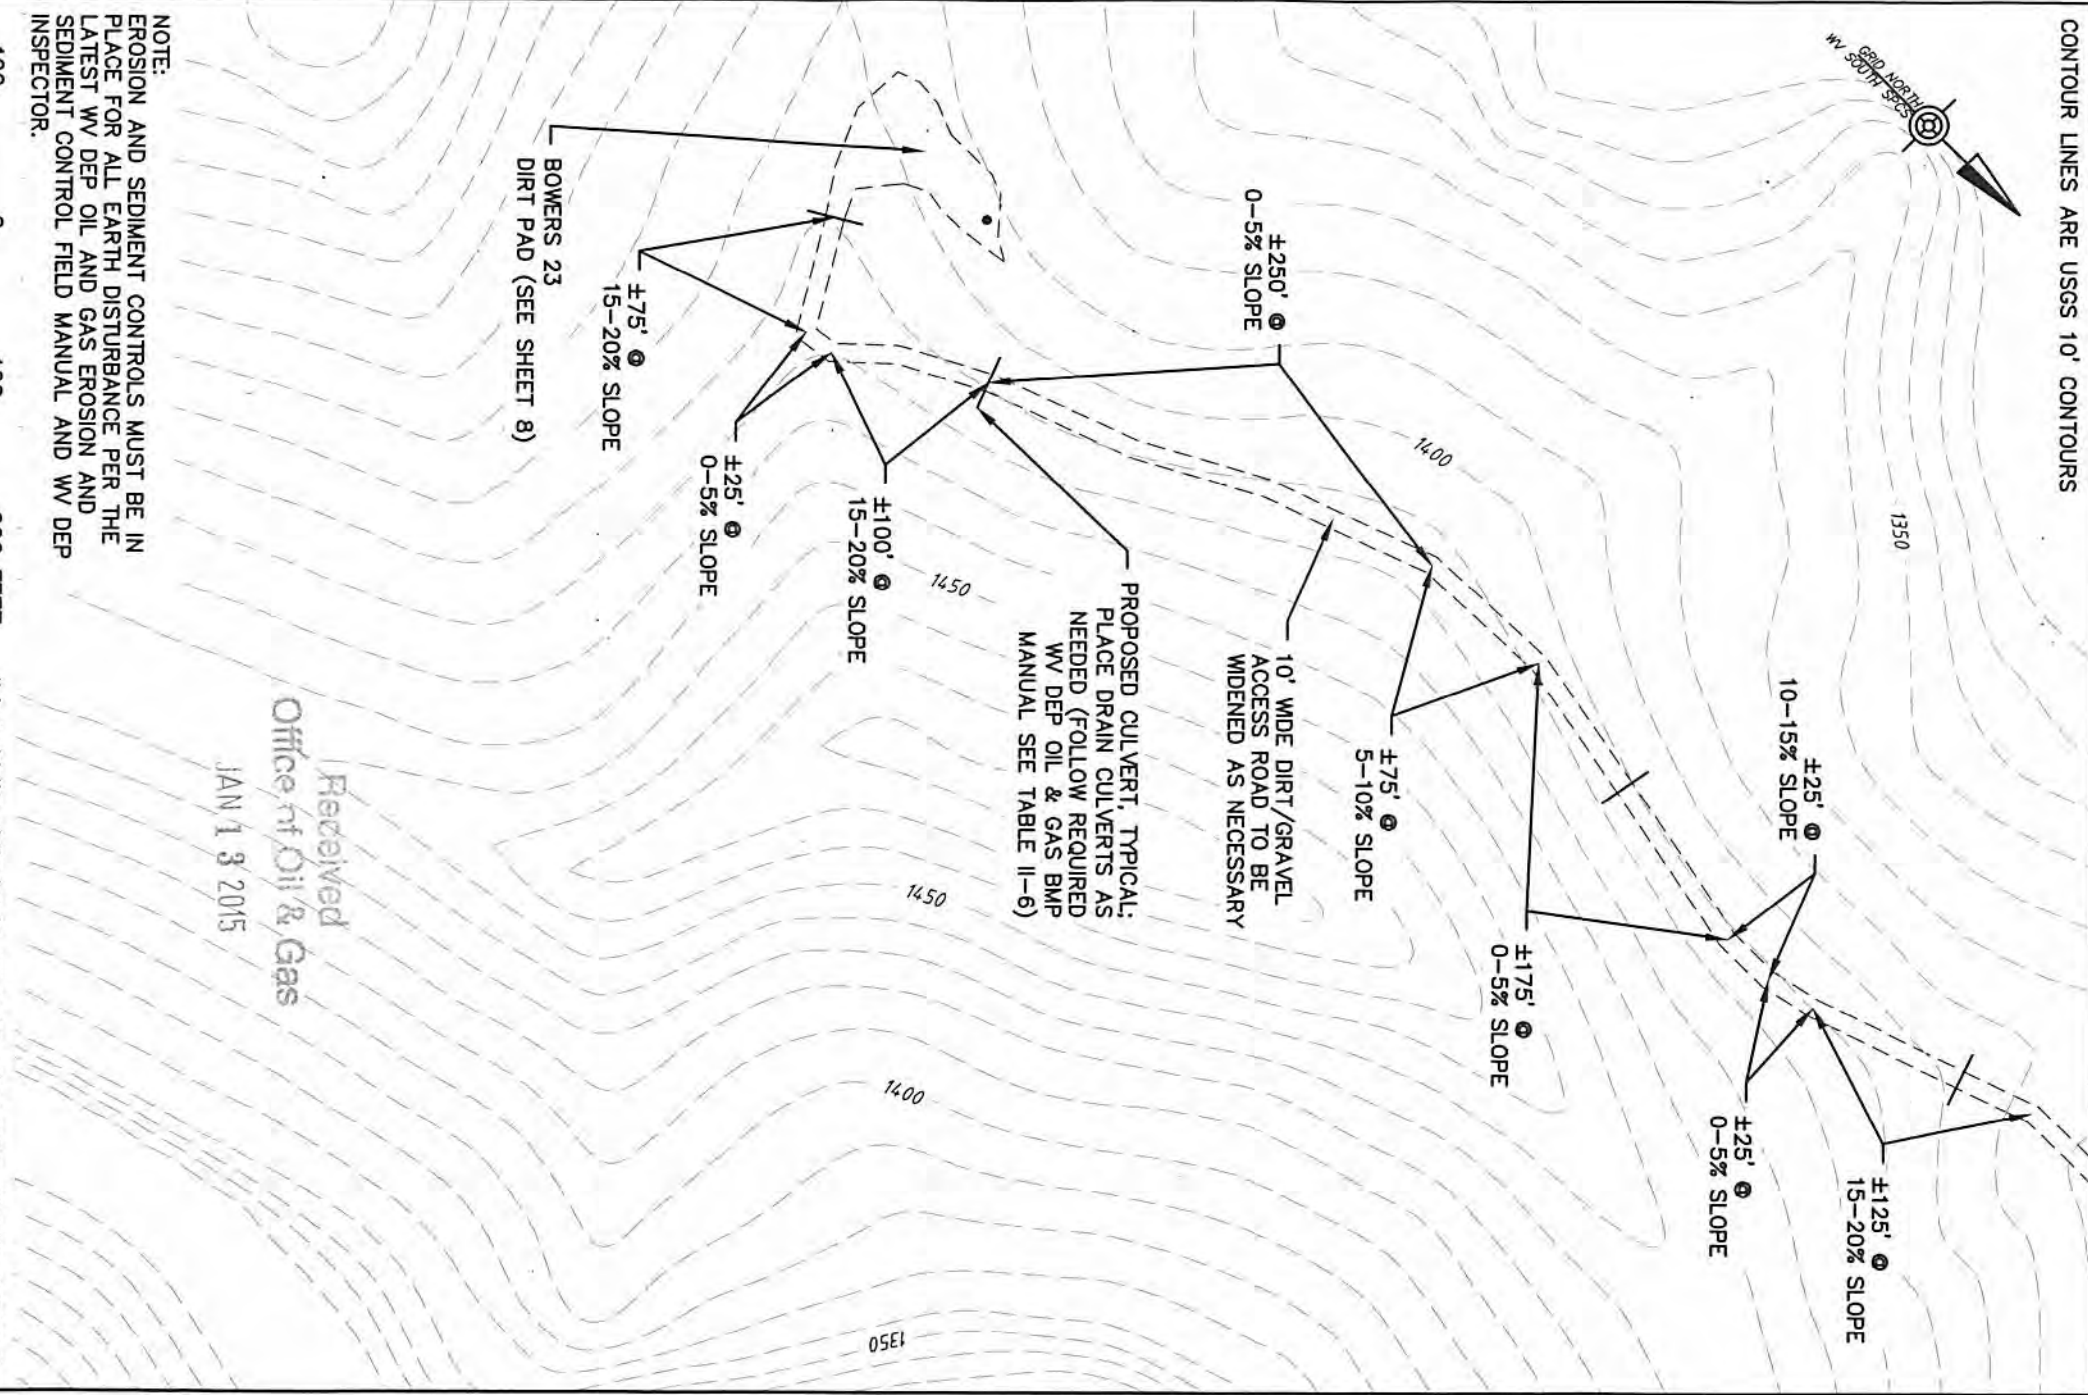 CONTOUR LINES ARE USGS 10' CONTOURS
GRID NORTH
WV SOUTH SPCS
1350
1400
±250' @
0-5% SLOPE
±25' @
10-15% SLOPE
±125' @
15-20% SLOPE
±25' @
0-5% SLOPE
±175' @
0-5% SLOPE
±75' @
5-10% SLOPE
10' WIDE DIRT/GRAVEL
ACCESS ROAD TO BE
WIDENED AS NECESSARY
PROPOSED CULVERT, TYPICAL;
PLACE DRAIN CULVERTS AS
NEEDED (FOLLOW REQUIRED
WV DEP OIL & GAS BMP
MANUAL SEE TABLE II-6)
1450
1450
1400
1350
±100' @
15-20% SLOPE
±25' @
0-5% SLOPE
±75' @
15-20% SLOPE
BOWERS 23
DIRT PAD (SEE SHEET 8)
Received
Office of Oil & Gas
JAN 13 2015
NOTE:
EROSION AND SEDIMENT CONTROLS MUST BE IN
PLACE FOR ALL EARTH DISTURBANCE PER THE
LATEST WV DEP OIL AND GAS EROSION AND
SEDIMENT CONTROL FIELD MANUAL AND WV DEP
INSPECTOR.